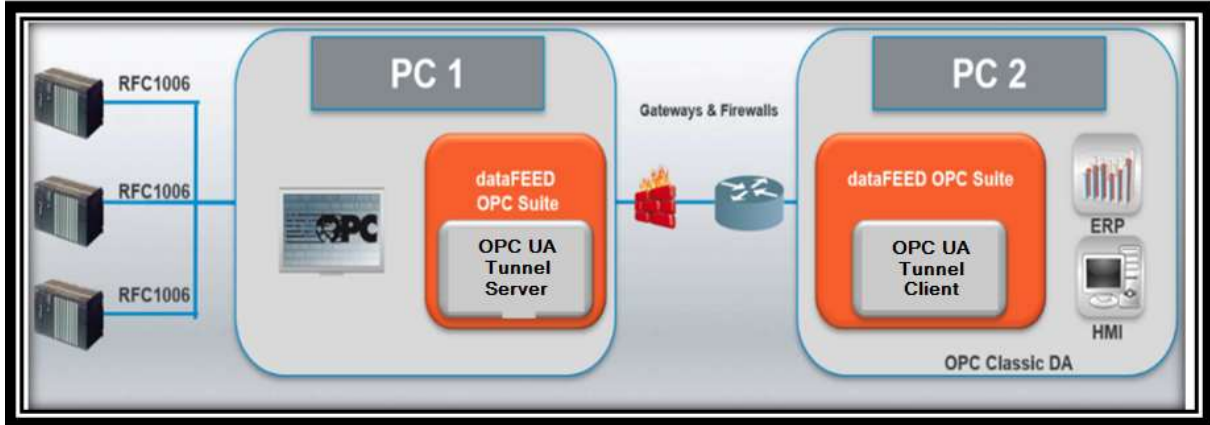 RFC1006
RFC1006
RFC1006
PC 1
OPC
dataFEED
OPC Suite
OPC UA
Tunnel
Server
Gateways & Firewalls
PC 2
dataFEED OPC Suite
OPC UA
Tunnel
Client
ERP
HMI
OPC Classic DA